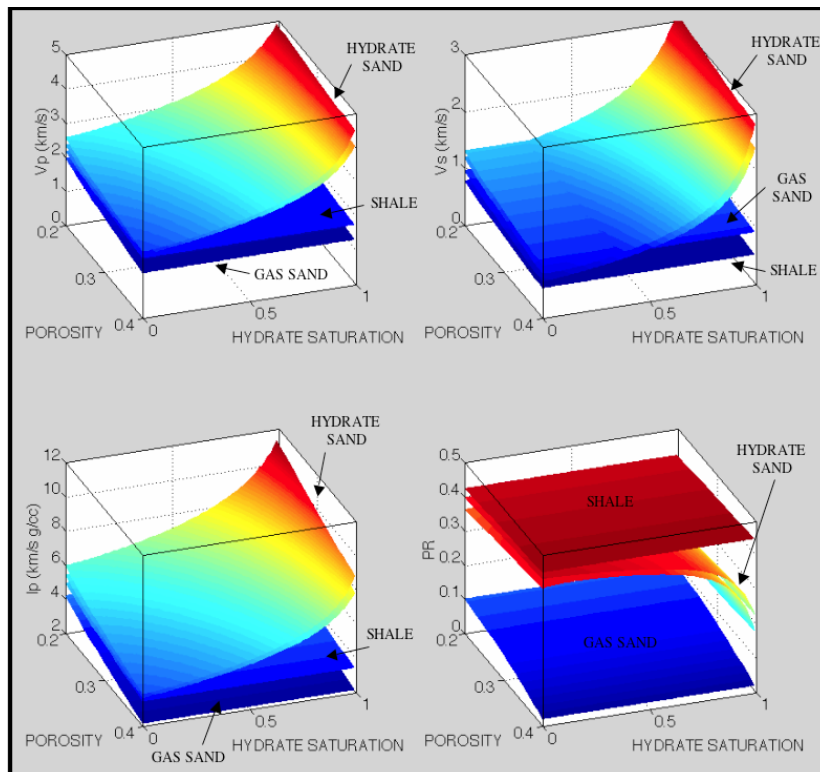 5
4
3
2
1
0
Vp (km/s)
0.2
0.3
0.4
POROSITY
0
0.5
1
HYDRATE SATURATION
HYDRATE
SAND
SHALE
GAS SAND
3
2
1
0
Vs (km/s)
0.2
0.3
0.4
POROSITY
0
0.5
1
HYDRATE SATURATION
HYDRATE
SAND
GAS
SAND
SHALE
12
10
8
6
4
2
Ip (km/s g/cc)
0.2
0.3
0.4
POROSITY
0
0.5
1
HYDRATE SATURATION
HYDRATE
SAND
SHALE
GAS SAND
0.5
0.4
0.3
0.2
0.1
0
PR
0.2
0.3
0.4
POROSITY
0
0.5
1
HYDRATE SATURATION
HYDRATE
SAND
SHALE
GAS SAND